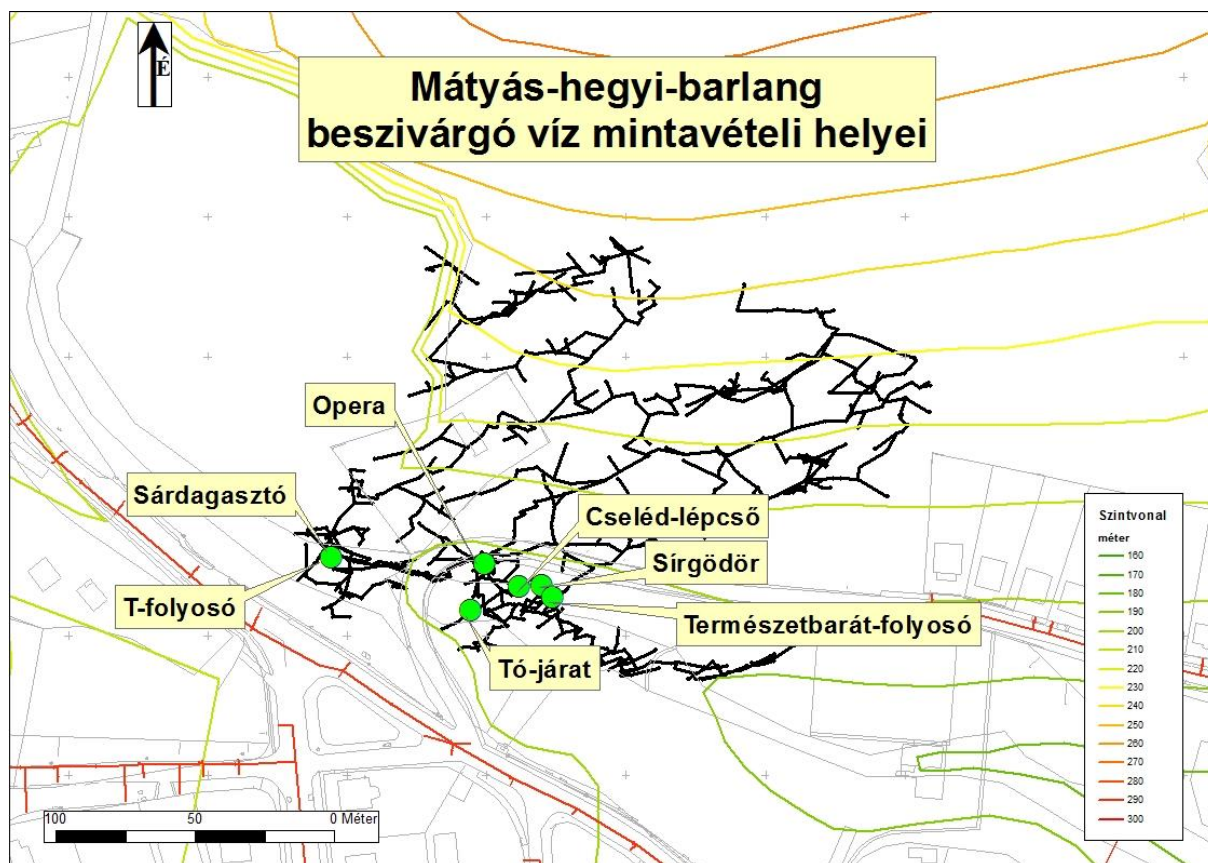 É
Mátyás-hegyi-barlang
beszivárgó víz mintavételi helyei
Opera
Sárdagasztó
Cseléd-lépcső
Sírgödör
T-folyosó
Természetbarát-folyosó
Tó-járat
Szintvonal
méter
160
170
180
190
200
210
220
230
240
250
260
270
280
290
300
100 50 0 Méter